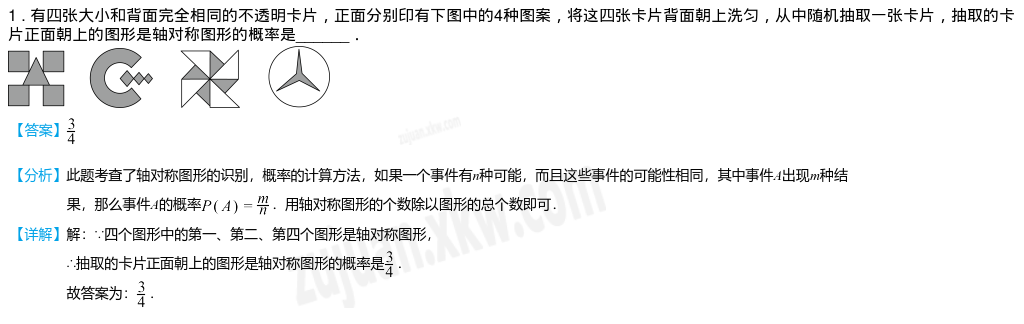 1．有四张大小和背面完全相同的不透明卡片，正面分别印有下图中的4种图案，将这四张卡片背面朝上洗匀，从中随机抽取一张卡片，抽取的卡
片正面朝上的图形是轴对称图形的概率是______．
【答案】3/4
zujuan.xkw.com
【分析】此题考查了轴对称图形的识别，概率的计算方法，如果一个事件有n种可能，而且这些事件的可能性相同，其中事件A出现m种结
果，那么事件A的概率P(A)=m/n．用轴对称图形的个数除以图形的总个数即可．
【详解】解：∵四个图形中的第一、第二、第四个图形是轴对称图形，
∴抽取的卡片正面朝上的图形是轴对称图形的概率是3/4．
故答案为：3/4．
zujuan.xkw.com